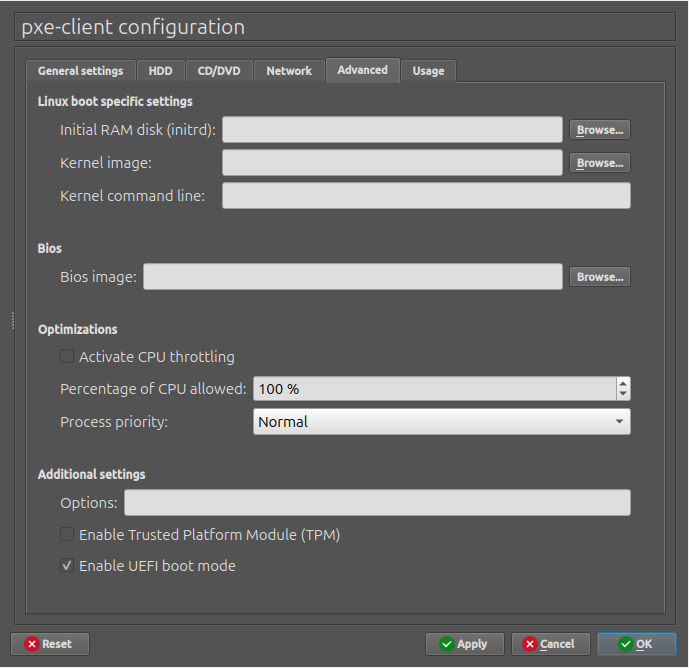 pxe-client configuration
General settings HDD CD/DVD Network Advanced Usage
Linux boot specific settings
Initial RAM disk (initrd): Browse...
Kernel image: Browse...
Kernel command line:
Bios
Bios image: Browse...
Optimizations
Activate CPU throttling
Percentage of CPU allowed: 100 %
Process priority: Normal
Additional settings
Options:
Enable Trusted Platform Module (TPM)
Enable UEFI boot mode
Reset Apply Cancel OK